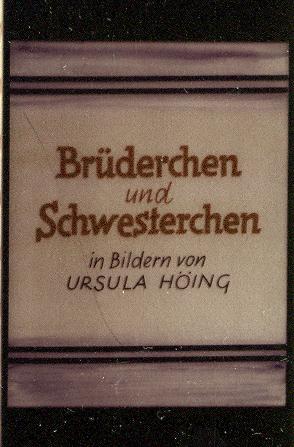 Brüderchen
und
Schwesterchen
in Bildern von
URSULA HÖING